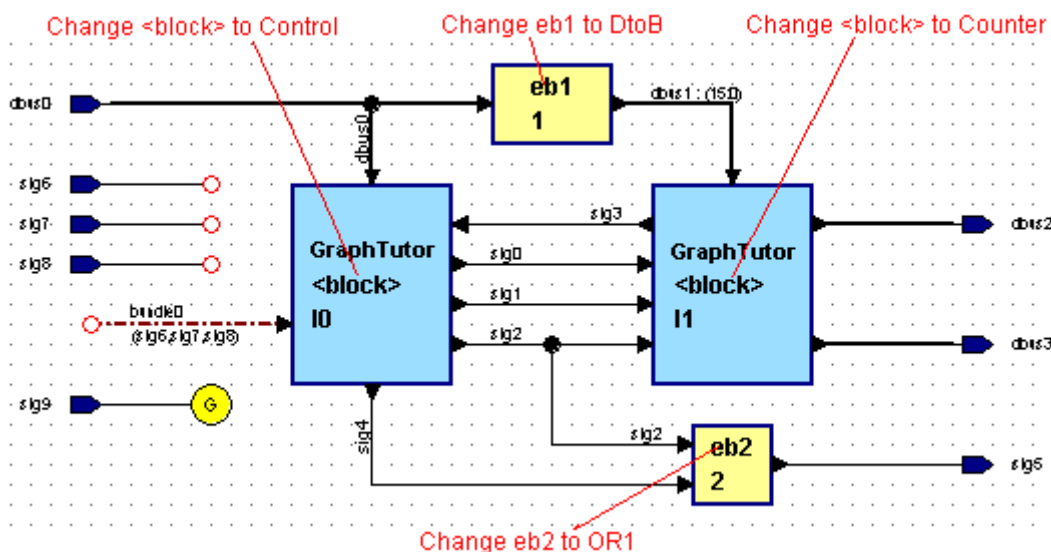 Change <block> to Control
Change eb1 to DtoB
Change <block> to Counter
dbus0
eb1
1
dbus1 : (15:0)
dbus0
sig6
sig7
sig8
GraphTutor
<block>
I0
sig3
sig0
sig1
sig2
GraphTutor
<block>
I1
dbus2
dbus3
bundle0
(sig6,sig7,sig8)
sig9
G
sig4
sig2
eb2
2
sig5
Change eb2 to OR1